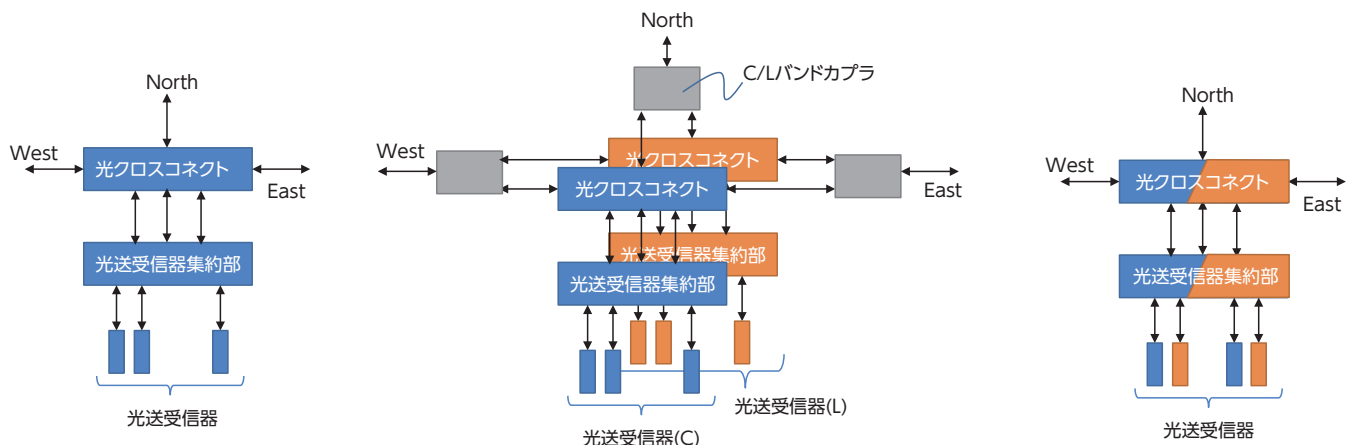 North
West
光クロスコネクト
East
光送受信器集約部
光送受信器
North
C/Lバンドカプラ
West
光クロスコネクト
光クロスコネクト
East
光送受信器集約部
光送受信器集約部
光送受信器(L)
光送受信器(C)
North
West
光クロスコネクト
East
光送受信器集約部
光送受信器